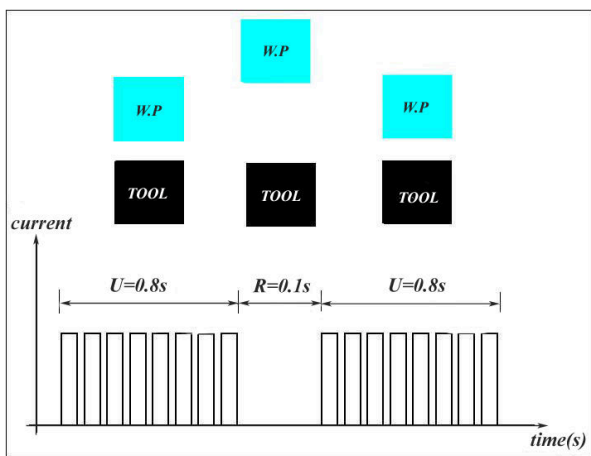 W.P
W.P
W.P
TOOL
TOOL
TOOL
current
U=0.8s
R=0.1s
U=0.8s
time(s)